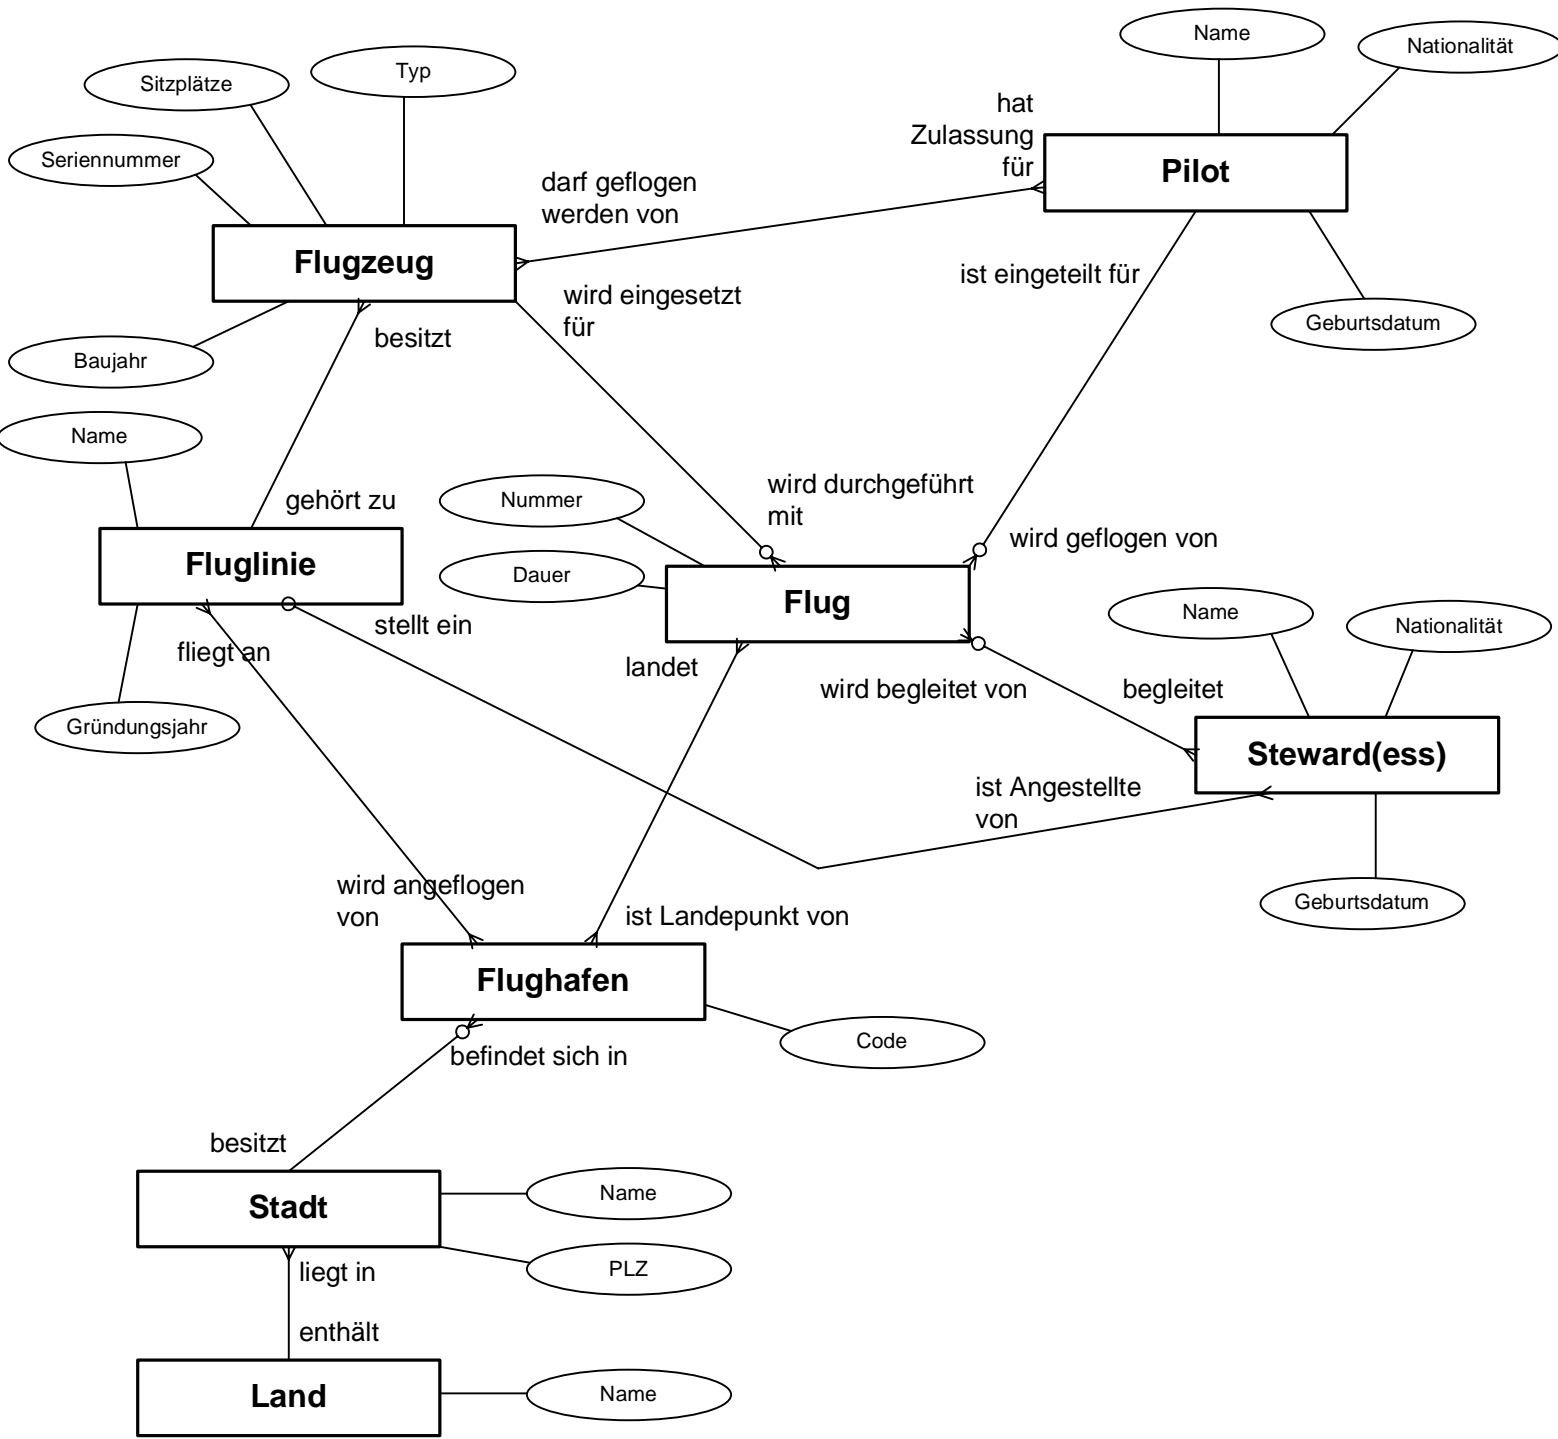 Name
Nationalität
Typ
Sitzplätze
hat
Zulassung
für
Seriennummer
Pilot
darf geflogen
werden von
Flugzeug
ist eingeteilt für
wird eingesetzt
für
Geburtsdatum
besitzt
Baujahr
Name
gehört zu
Nummer
wird durchgeführt
mit
wird geflogen von
Fluglinie
Dauer
Flug
Name
Nationalität
stellt ein
fliegt an
landet
wird begleitet von
begleitet
Gründungsjahr
Steward(ess)
ist Angestellte
von
wird angeflogen
von
ist Landepunkt von
Geburtsdatum
Flughafen
Code
befindet sich in
besitzt
Name
Stadt
PLZ
liegt in
enthält
Land
Name